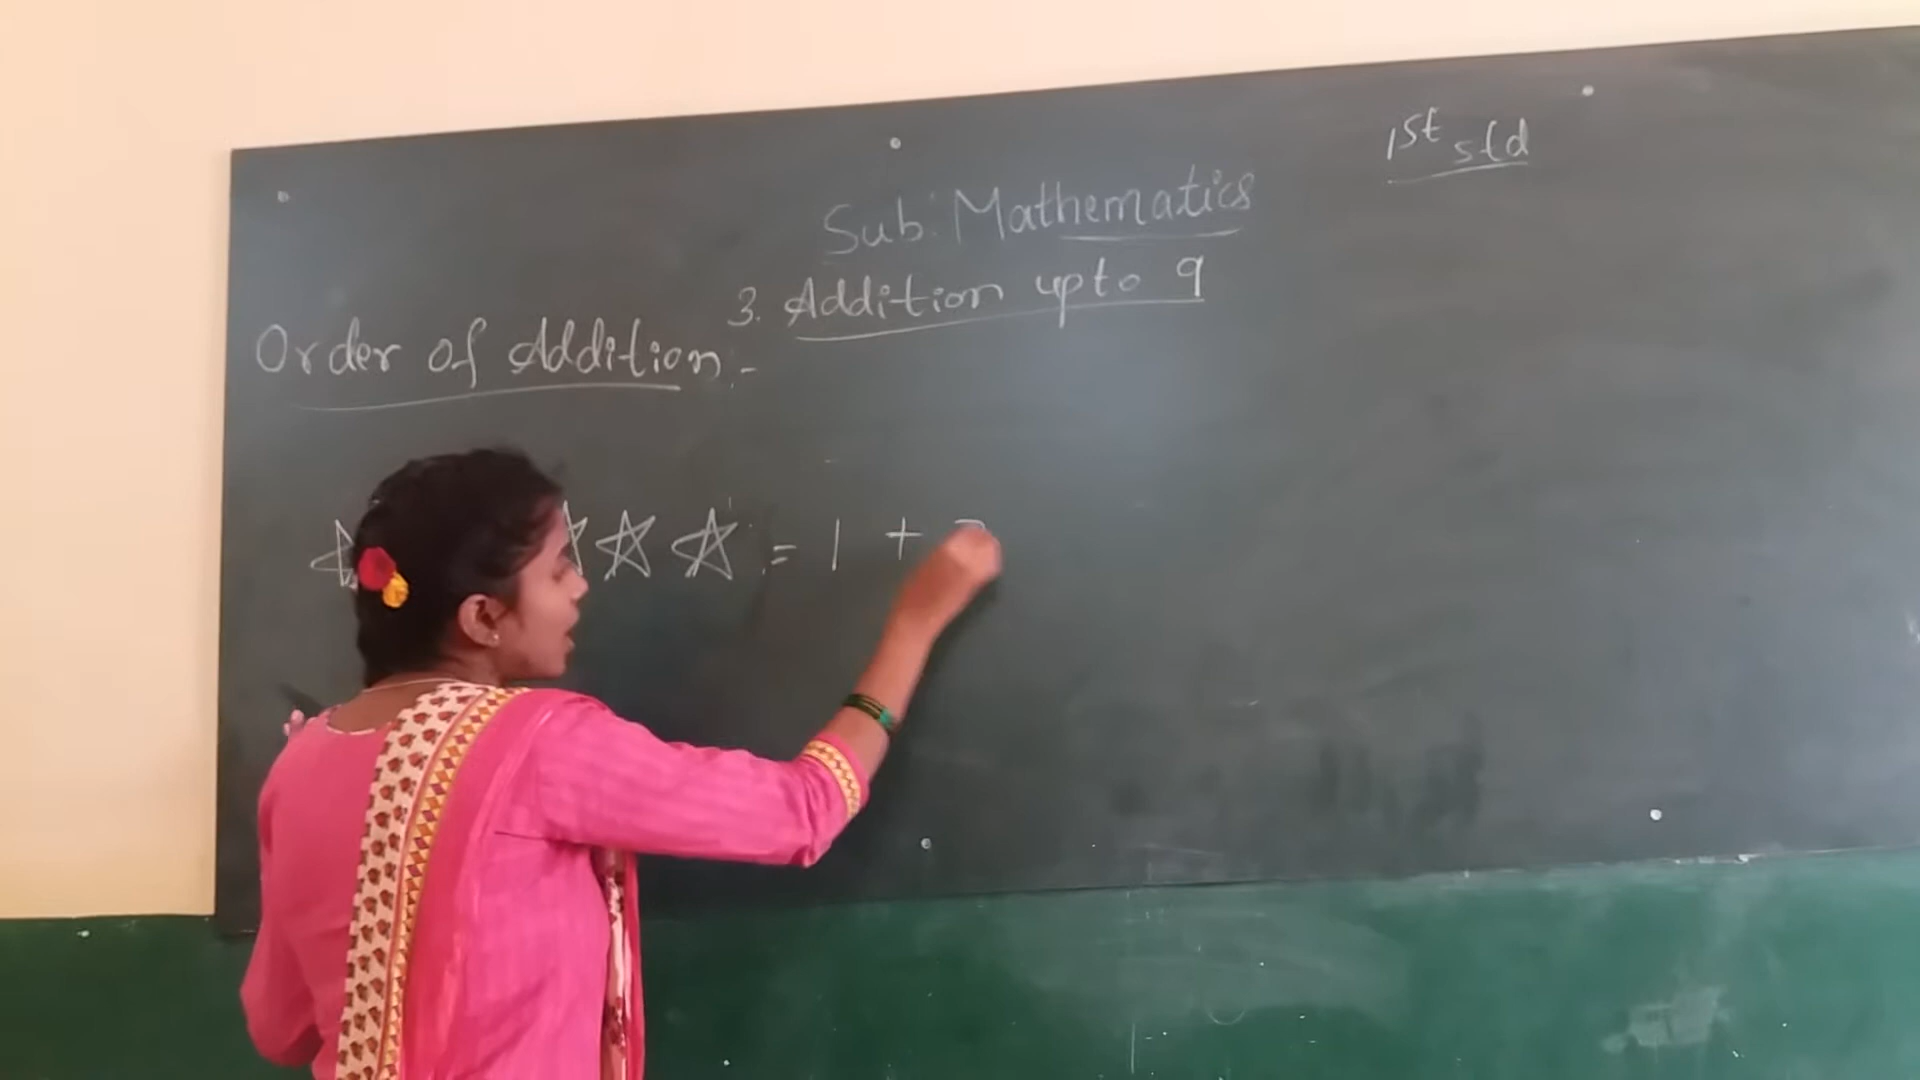 1st std
Sub: Mathematics
3. Addition upto 9
Order of Addition :-
= 1 +